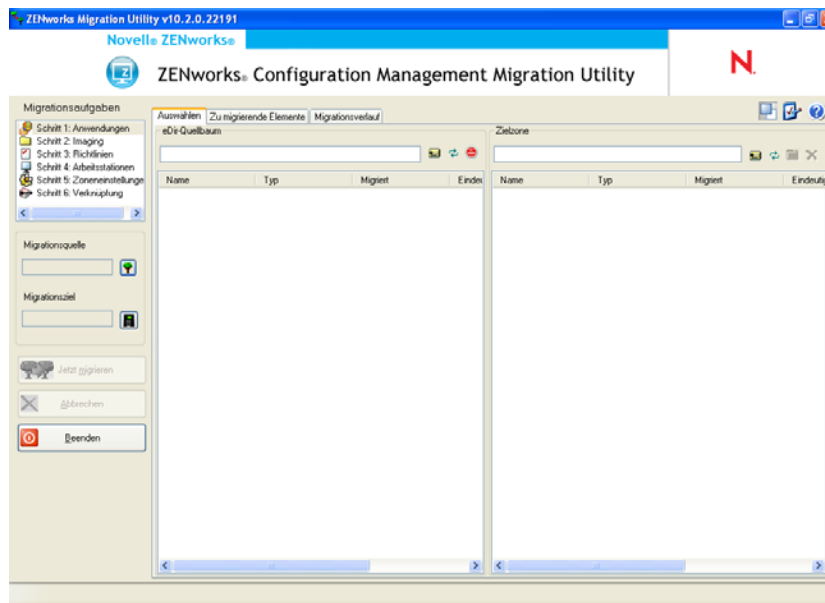 ZENworks Migration Utility v10.2.0.22191
Novell® ZENworks®
ZENworks® Configuration Management Migration Utility
N.
Migrationsaufgaben
Schritt 1: Anwendungen
Schritt 2: Imaging
Schritt 3: Richtlinien
Schritt 4: Arbeitsstationen
Schritt 5: Zoneneinstellunge
Schritt 6: Verknüpfung
Migrationsquelle
Migrationsziel
Jetzt migrieren
Abbrechen
Beenden
Auswählen Zu migrierende Elemente Migrationsverlauf
eDir-Quellbaum
Name Typ Migriert Eindeu
Zielzone
Name Typ Migriert Eindeutig